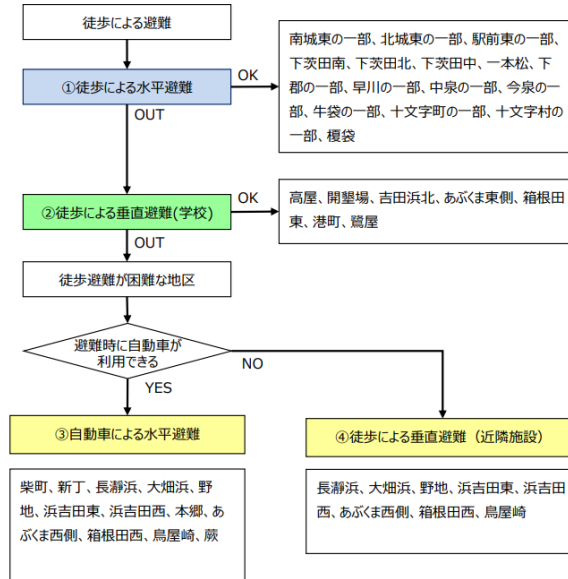 徒歩による避難
①徒歩による水平避難
OK
南城東の一部、北城東の一部、駅前東の一部、
下茨田南、下茨田北、下茨田中、一本松、下
郡の一部、早川の一部、中泉の一部、今泉の一
部、牛袋の一部、十文字町の一部、十文字村の
一部、榎袋
OUT
②徒歩による垂直避難(学校)
OK
高屋、開墾場、吉田浜北、あぶくま東側、箱根田
東、港町、鷺屋
OUT
徒歩避難が困難な地区
避難時に自動車が
利用できる
NO
YES
③自動車による水平避難
④徒歩による垂直避難（近隣施設）
柴町、新丁、長瀞浜、大畑浜、野
地、浜吉田東、浜吉田西、本郷、あ
ぶくま西側、箱根田西、鳥屋崎、蕨
長瀞浜、大畑浜、野地、浜吉田東、浜吉田
西、あぶくま西側、箱根田西、鳥屋崎